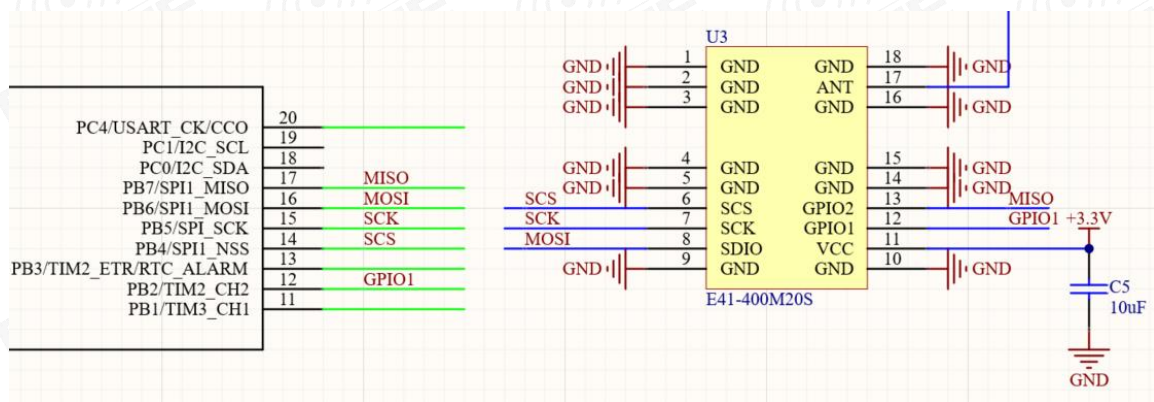 PC4/USART_CK/CCO 20
PC1/I2C_SCL 19
PC0/I2C_SDA 18
PB7/SPI1_MISO 17 MISO
PB6/SPI1_MOSI 16 MOSI
PB5/SPI_SCK 15 SCK
PB4/SPI1_NSS 14 SCS
PB3/TIM2_ETR/RTC_ALARM 13
PB2/TIM2_CH2 12 GPIO1
PB1/TIM3_CH1 11
U3
GND 1 GND GND 18 GND
GND 2 GND ANT 17
GND 3 GND GND 16 GND
GND 4 GND GND 15 GND
GND 5 GND GND 14 GND
SCS 6 SCS GPIO2 13 MISO
SCK 7 SCK GPIO1 12 GPIO1 +3.3V
MOSI 8 SDIO VCC 11
GND 9 GND GND 10 GND
E41-400M20S
C5
10uF
GND